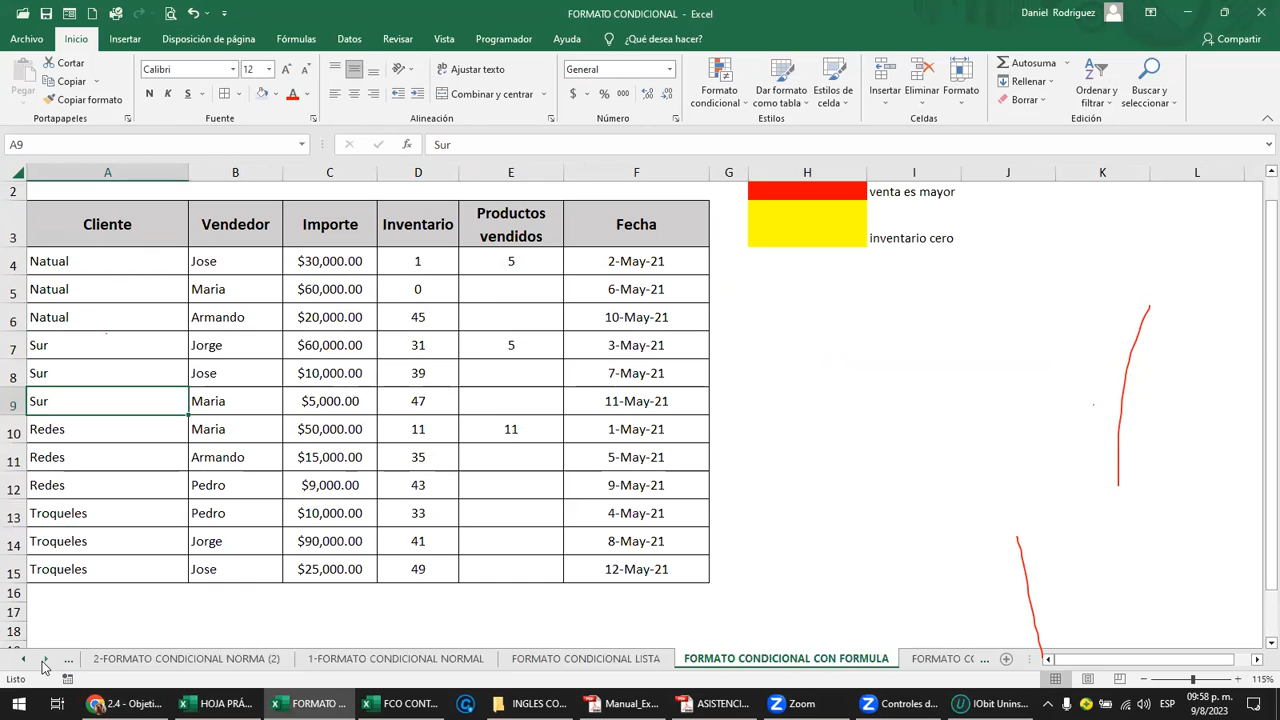 FORMATO CONDICIONAL - Excel
Daniel Rodriguez
Archivo Inicio Insertar Disposición de página Fórmulas Datos Revisar Vista Programador Ayuda ¿Qué desea hacer? Compartir
Pegar
Cortar
Copiar
Copiar formato
Portapapeles
Calibri 12
N K S A
Fuente
Ajustar texto
Combinar y centrar
Alineación
General
$ % 000
Número
Formato condicional
Dar formato como tabla
Estilos de celda
Estilos
Insertar Eliminar Formato
Celdas
Autosuma
Rellenar
Borrar
Ordenar y filtrar
Buscar y seleccionar
Edición
A9 fx Sur
A B C D E F G H I J K L
2 venta es mayor
3 Cliente Vendedor Importe Inventario Productos vendidos Fecha inventario cero
4 Natual Jose $30,000.00 1 5 2-May-21
5 Natual Maria $60,000.00 0 6-May-21
6 Natual Armando $20,000.00 45 10-May-21
7 Sur Jorge $60,000.00 31 5 3-May-21
8 Sur Jose $10,000.00 39 7-May-21
9 Sur Maria $5,000.00 47 11-May-21
10 Redes Maria $50,000.00 11 11 1-May-21
11 Redes Armando $15,000.00 35 5-May-21
12 Redes Pedro $9,000.00 43 9-May-21
13 Troqueles Pedro $10,000.00 33 4-May-21
14 Troqueles Jorge $90,000.00 41 8-May-21
15 Troqueles Jose $25,000.00 49 12-May-21
16
17
18
... 2-FORMATO CONDICIONAL NORMA (2) 1-FORMATO CONDICIONAL NORMAL FORMATO CONDICIONAL LISTA FORMATO CONDICIONAL CON FORMULA FORMATO CC ...
Listo 115%
2.4 - Objeti... HOJA PRÁ... FORMATO ... FCO CONT... INGLES CO... Manual_Ex... ASISTENCI... Zoom Controles d... IObit Unins... ESP 09:58 p. m.
9/8/2023